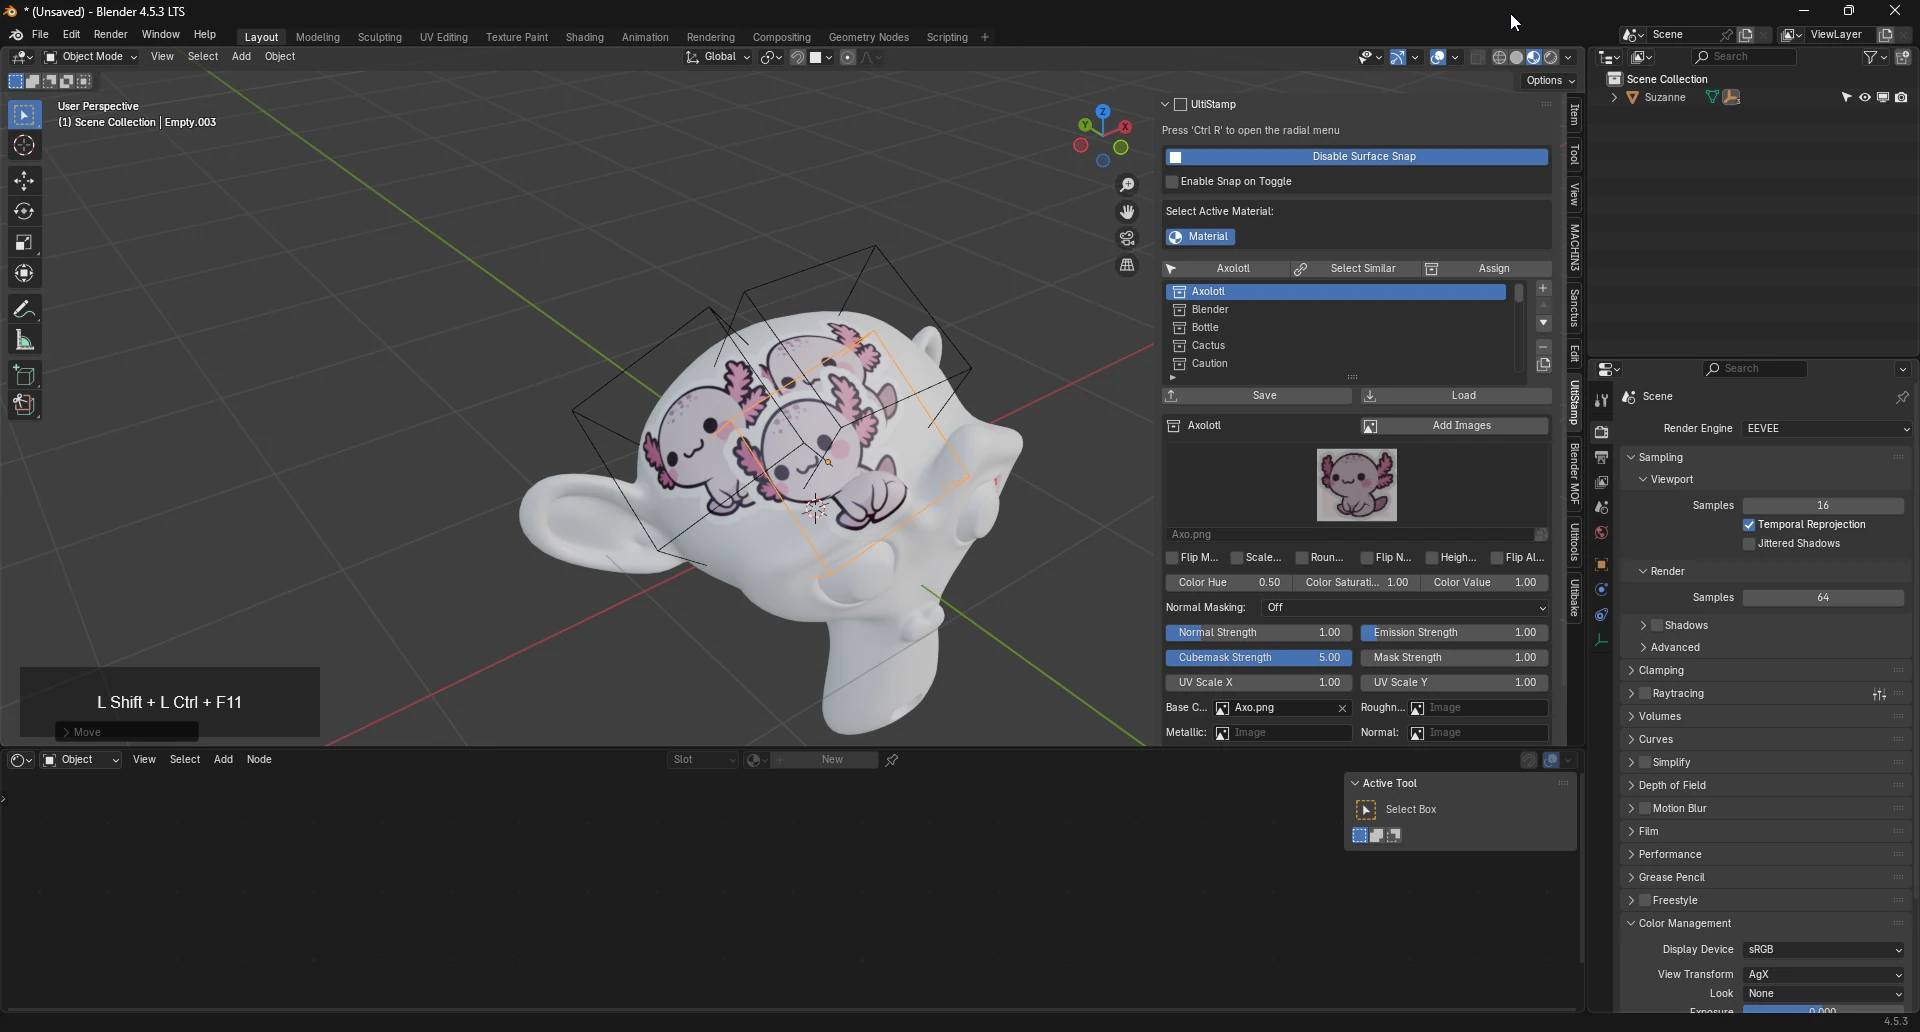 * (Unsaved) - Blender 4.5.3 LTS
File Edit Render Window Help Layout Modeling Sculpting UV Editing Texture Paint Shading Animation Rendering Compositing Geometry Nodes Scripting + Scene ViewLayer
Object Mode View Select Add Object Global Search
Options
User Perspective
(1) Scene Collection | Empty.003
Z
Y
X
UltiStamp
Press 'Ctrl R' to open the radial menu
Disable Surface Snap
Enable Snap on Toggle
Select Active Material:
Material
Axolotl Select Similar Assign
Axolotl
Blender
Bottle
Cactus
Caution
Save Load
Axolotl Add Images
Axo.png
Flip M... Scale... Roun... Flip N... Heigh... Flip Al...
Color Hue 0.50 Color Saturati... 1.00 Color Value 1.00
Normal Masking: Off
Normal Strength 1.00 Emission Strength 1.00
Cubemask Strength 5.00 Mask Strength 1.00
UV Scale X 1.00 UV Scale Y 1.00
Base C... Axo.png Roughn... Image
Metallic: Image Normal: Image
Item
Tool
View
MACHIN3
Sanctus
Edit
UltiStamp
Blender MOF
Ultitools
Ultibake
L Shift + L Ctrl + F11
Move
Object View Select Add Node Slot New
Active Tool
Select Box
Scene Collection
Suzanne 3
Search
Scene
Render Engine EEVEE
Sampling
Viewport
Samples 16
Temporal Reprojection
Jittered Shadows
Render
Samples 64
Shadows
Advanced
Clamping
Raytracing
Volumes
Curves
Simplify
Depth of Field
Motion Blur
Film
Performance
Grease Pencil
Freestyle
Color Management
Display Device sRGB
View Transform AgX
Look None
Exposure 0.000
4.5.3